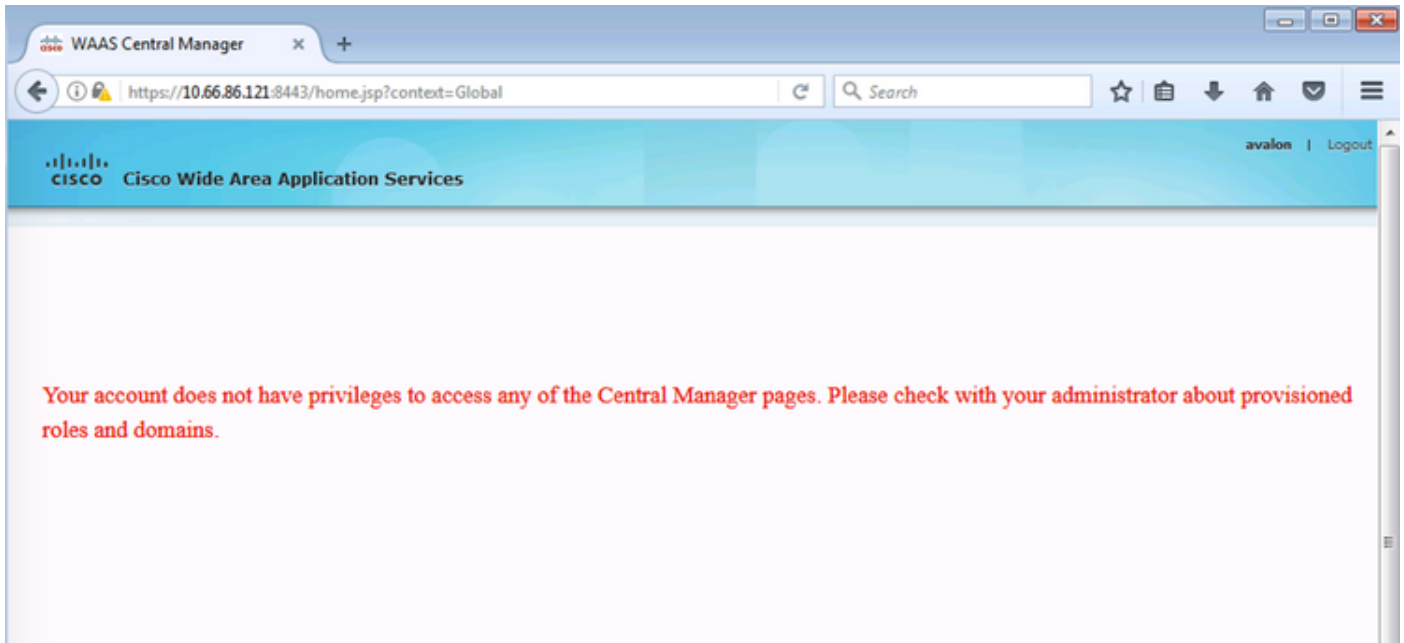 WAAS Central Manager
https://10.66.86.121:8443/home.jsp?context=Global
Search
avalon | Logout
CISCO
Cisco Wide Area Application Services
Your account does not have privileges to access any of the Central Manager pages. Please check with your administrator about provisioned
roles and domains.